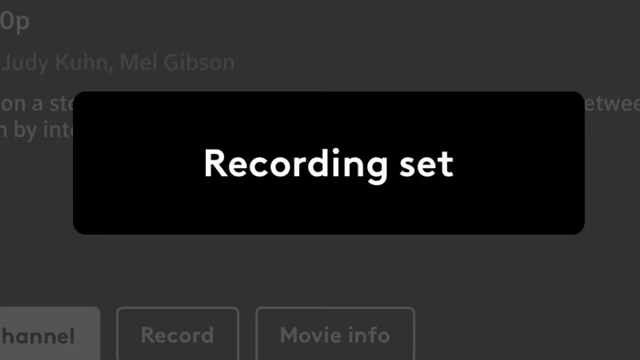 0p
Judy Kuhn, Mel Gibson
on a sto
etwee
n by inte
Recording set
hannel
Record
Movie info